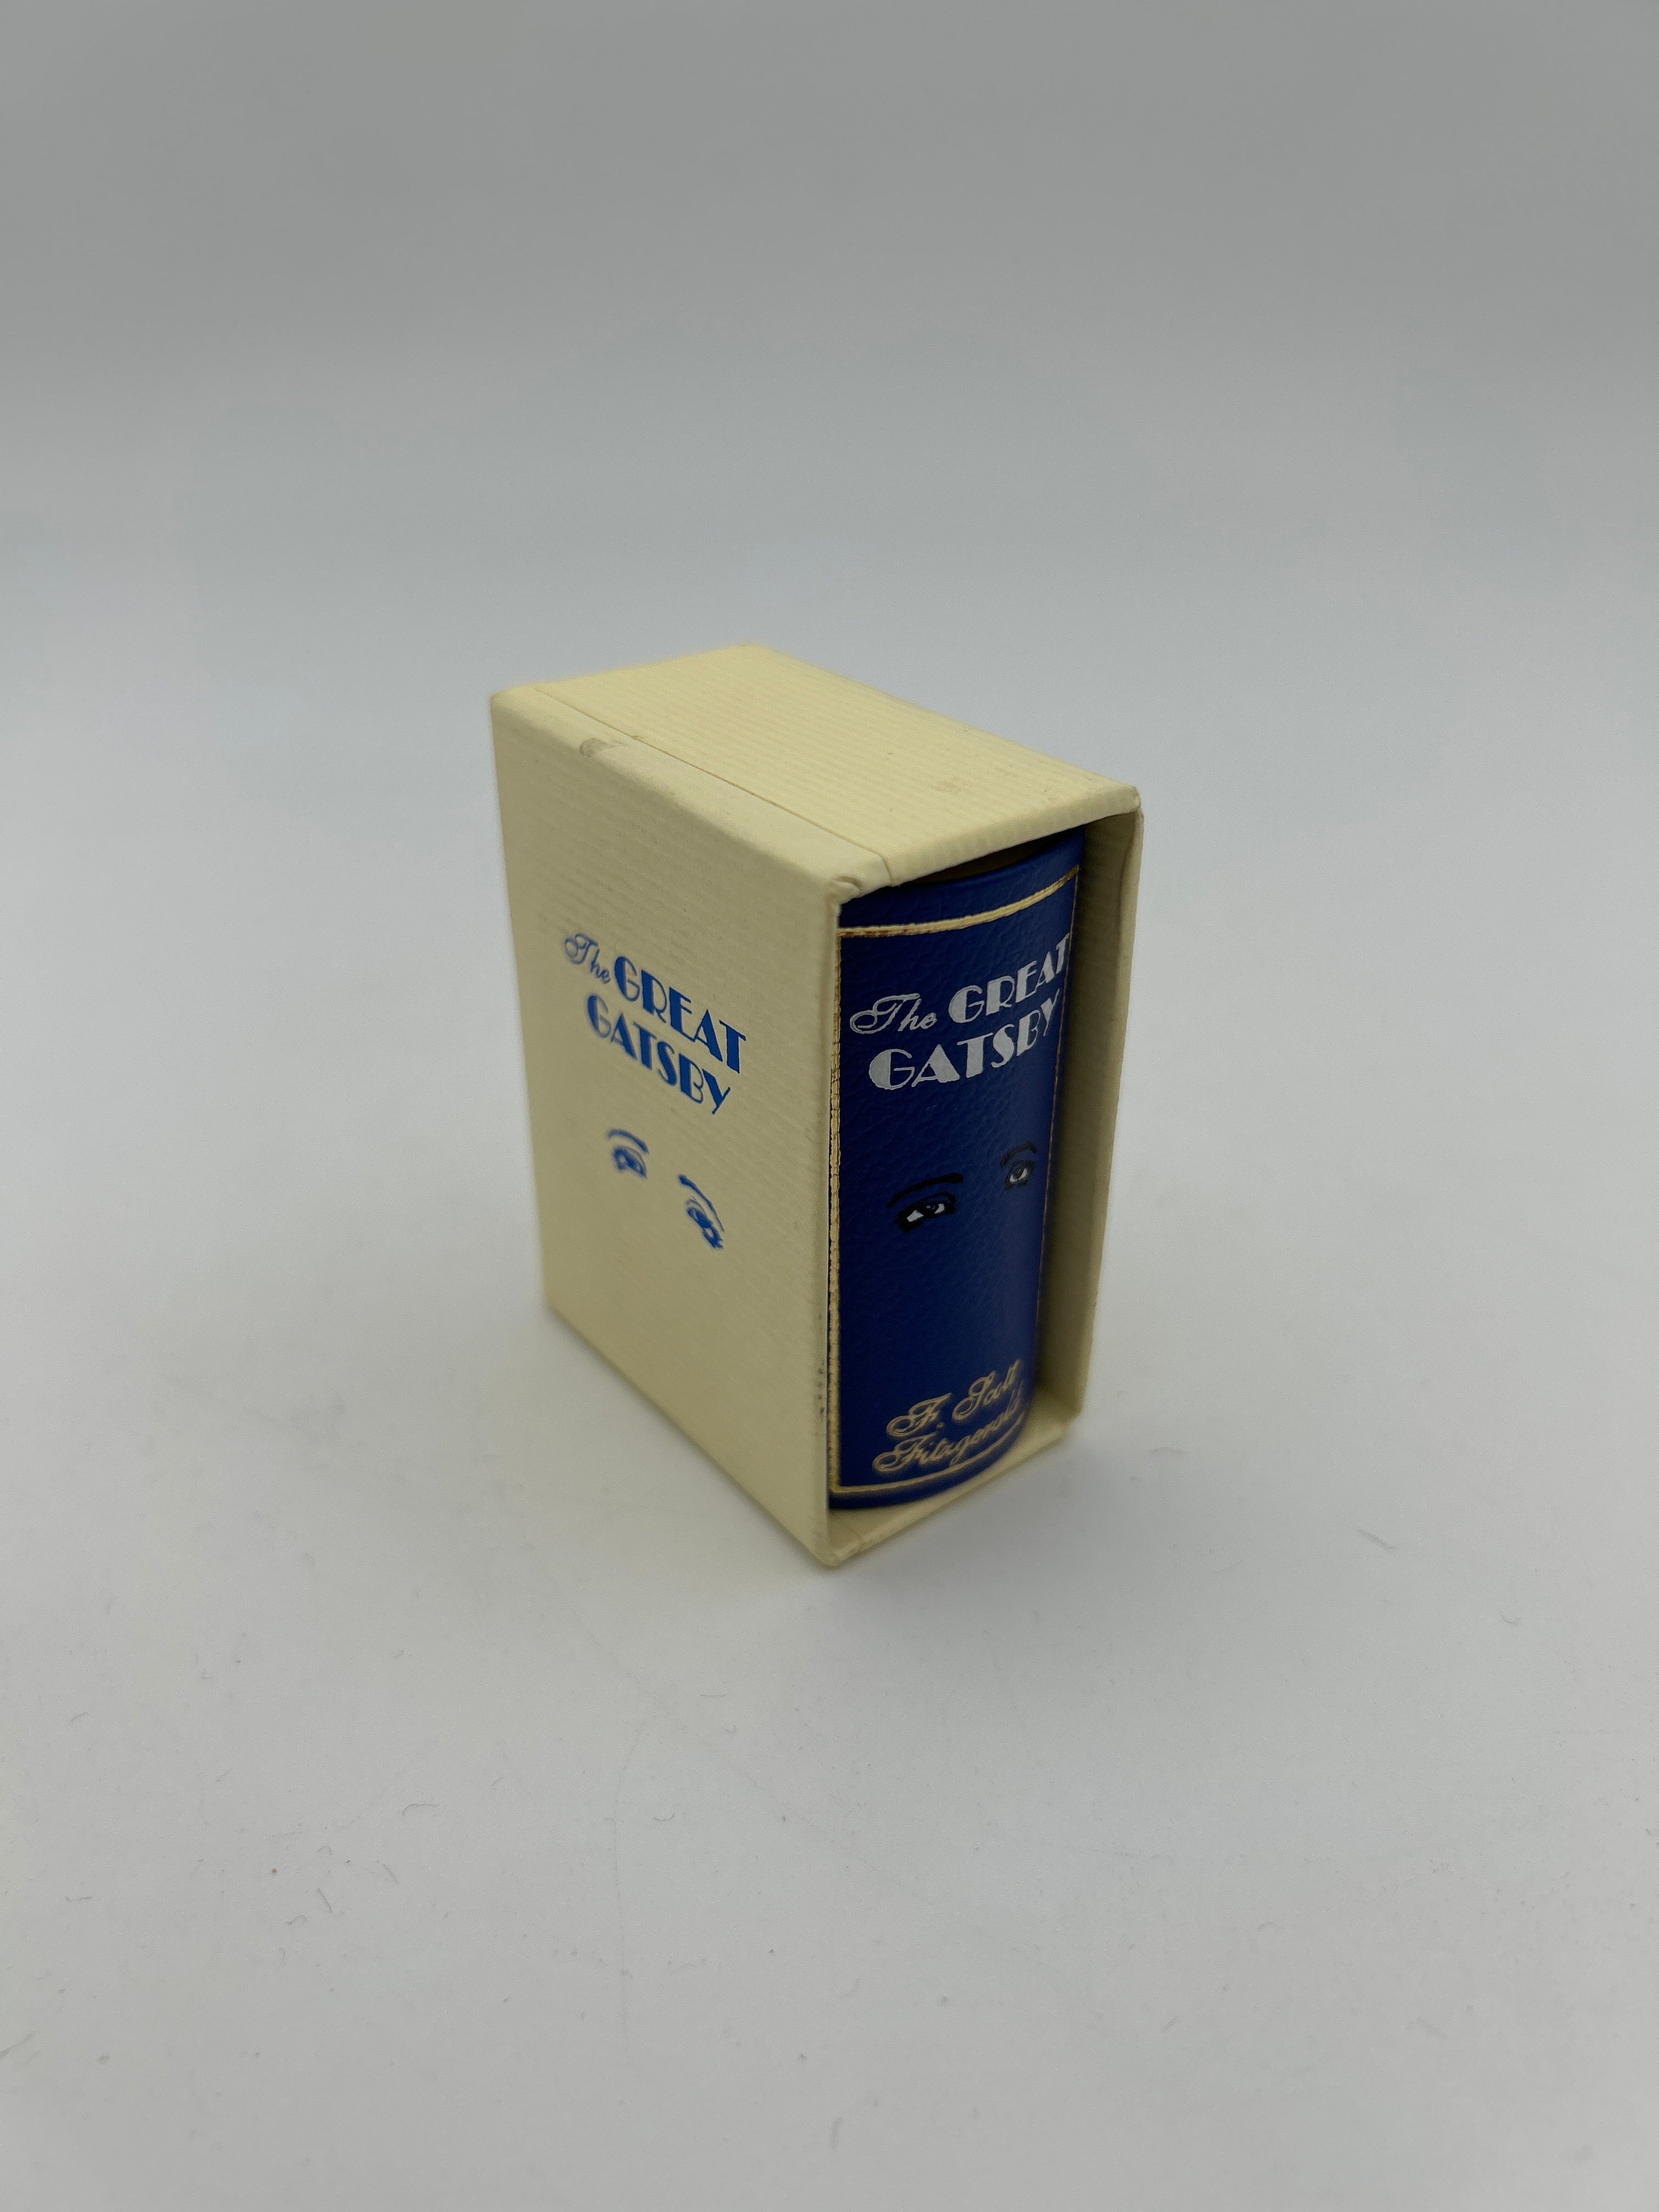 The GREAT
GATSBY
The GREAT
GATSBY
F. Scott
Fitzgerald